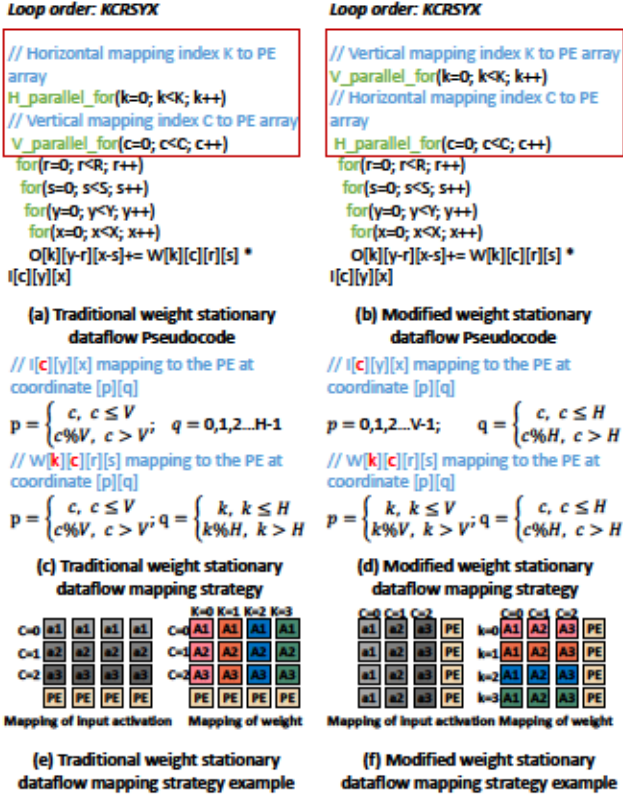 Loop order: KCRSYX
// Horizontal mapping index K to PE
array
H_parallel_for(k=0; k<K; k++)
// Vertical mapping index C to PE array
V_parallel_for(c=0; c<C; c++)
for(r=0; r<R; r++)
for(s=0; s<S; s++)
for(y=0; y<Y; y++)
for(x=0; x<X; x++)
O[k][y-r][x-s]+= W[k][c][r][s] *
I[c][y][x]
(a) Traditional weight stationary
dataflow Pseudocode
// I[c][y][x] mapping to the PE at
coordinate [p][q]
p = { c, c ≤ V
c%V, c > V ; q = 0,1,2...H-1
// W[k][c][r][s] mapping to the PE at
coordinate [p][q]
p = { c, c ≤ V
c%V, c > V ; q = { k, k ≤ H
k%H, k > H
(c) Traditional weight stationary
dataflow mapping strategy
K=0 K=1 K=2 K=3
C=0 a1 a1 a1 a1 C=0 A1 A1 A1 A1
C=1 a2 a2 a2 a2 C=1 A2 A2 A2 A2
C=2 a3 a3 a3 a3 C=2 A3 A3 A3 A3
PE PE PE PE PE PE PE PE
Mapping of input activation Mapping of weight
(e) Traditional weight stationary
dataflow mapping strategy example
Loop order: KCRSYX
// Vertical mapping index K to PE array
V_parallel_for(k=0; k<K; k++)
// Horizontal mapping index C to PE
array
H_parallel_for(c=0; c<C; c++)
for(r=0; r<R; r++)
for(s=0; s<S; s++)
for(y=0; y<Y; y++)
for(x=0; x<X; x++)
O[k][y-r][x-s]+= W[k][c][r][s] *
I[c][y][x]
(b) Modified weight stationary
dataflow Pseudocode
// I[c][y][x] mapping to the PE at
coordinate [p][q]
p = 0,1,2...V-1; q = { c, c ≤ H
c%H, c > H
// W[k][c][r][s] mapping to the PE at
coordinate [p][q]
p = { k, k ≤ V
k%V, k > V ; q = { c, c ≤ H
c%H, c > H
(d) Modified weight stationary
dataflow mapping strategy
C=0 C=1 C=2 C=0 C=1 C=2
a1 a2 a3 PE k=0 A1 A2 A3 PE
a1 a2 a3 PE k=1 A1 A2 A3 PE
a1 a2 a3 PE k=2 A1 A2 A3 PE
a1 a2 a3 PE k=3 A1 A2 A3 PE
Mapping of input activation Mapping of weight
(f) Modified weight stationary
dataflow mapping strategy example